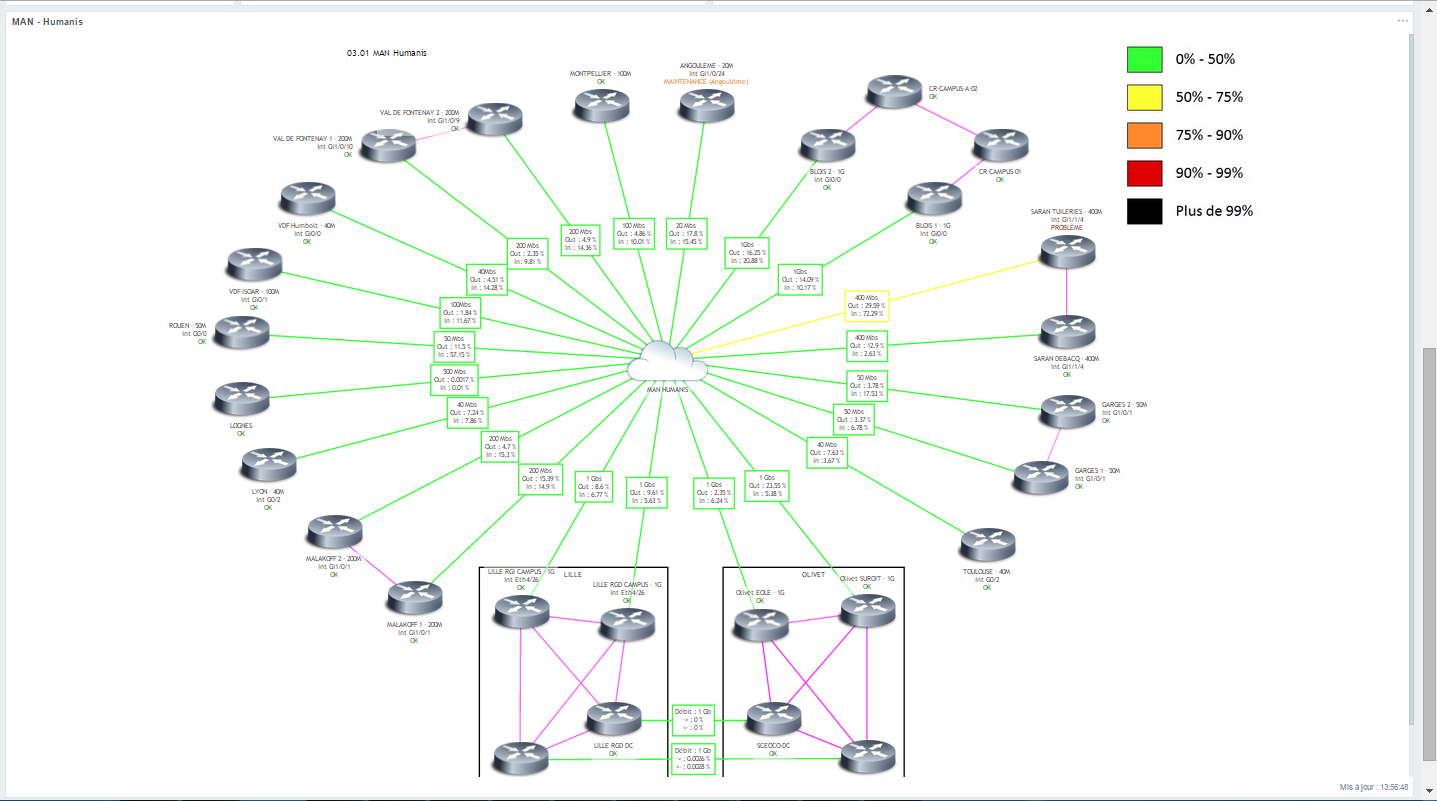 MAN - Humanis
03.01 MAN Humanis
0% - 50%
50% - 75%
75% - 90%
90% - 99%
Plus de 99%
VAL DE FONTENAY 2 - 200M
Int Gi1/0/9
OK
VAL DE FONTENAY 1 - 200M
Int Gi1/0/10
OK
MONTPELLIER - 100M
OK
ANGOULEME - 20M
Int Gi1/0/24
MAINTENANCE (Angoulême)
CR-CAMPUS-A-02
OK
BLOIS 2 - 1G
Int Gi0/0
OK
CR-CAMPUS-01
OK
BLOIS 1 - 1G
Int Gi0/0
OK
SARAN TUILERIES - 400M
Int Gi1/1/4
PROBLÈME
VDF-Humbolt - 40M
Int Gi0/0
OK
VDF-ISOAR - 100M
Int Gi0/1
OK
ROUEN - 50M
Int G0/0
OK
LOGNES
OK
LYON - 40M
Int G0/2
OK
MALAKOFF 2 - 200M
Int Gi1/0/1
OK
MALAKOFF 1 - 200M
Int Gi1/0/1
OK
SARAN DEBACQ - 400M
Int Gi1/1/4
OK
GARGES 2 - 50M
Int G1/0/1
OK
GARGES 1 - 50M
Int G1/0/1
OK
TOULOUSE - 40M
Int G0/2
OK
200 Mbs
Out : 2.35 %
In : 9.81 %
200 Mbs
Out : 4.9 %
In : 14.36 %
100 Mbs
Out : 4.86 %
In : 10.01 %
20 Mbs
Out : 17.8 %
In : 15.45 %
1Gbs
Out : 16.25 %
In : 20.88 %
1Gbs
Out : 14.09 %
In : 10.17 %
40Mbs
Out : 4.51 %
In : 14.28 %
100Mbs
Out : 1.84 %
In : 11.67 %
50 Mbs
Out : 11.5 %
In : 57.15 %
500 Mbs
Out : 0.0017 %
In : 0.01 %
40 Mbs
Out : 7.24 %
In : 7.86 %
200 Mbs
Out : 4.7 %
In : 15.3 %
200 Mbs
Out : 15.39 %
In : 14.9 %
1 Gbs
Out : 8.6 %
In : 6.77 %
1 Gbs
Out : 9.61 %
In : 5.63 %
1 Gbs
Out : 2.35 %
In : 6.24 %
1 Gbs
Out : 23.55 %
In : 5.38 %
400 Mbs
Out : 29.59 %
In : 72.29 %
400 Mbs
Out : 12.9 %
In : 2.63 %
50 Mbs
Out : 3.78 %
In : 17.53 %
50 Mbs
Out : 3.37 %
In : 6.78 %
40 Mbs
Out : 7.63 %
In :3.67 %
MAN HUMANIS
LILLE
LILLE RGI CAMPUS - 1G
Int Eth4/26
OK
LILLE RGD CAMPUS - 1G
Int Eth4/26
OK
LILLE RGD DC
OK
OLIVET
Olivet EOLE - 1G
OK
Olivet SUROIT - 1G
OK
SCEOCO-DC
OK
Débit : 1 Gb
-> : 0 %
<- : 0 %
Débit : 1 Gb
-> : 0.0026 %
<- : 0.0028 %
Mis à jour : 13:56:48